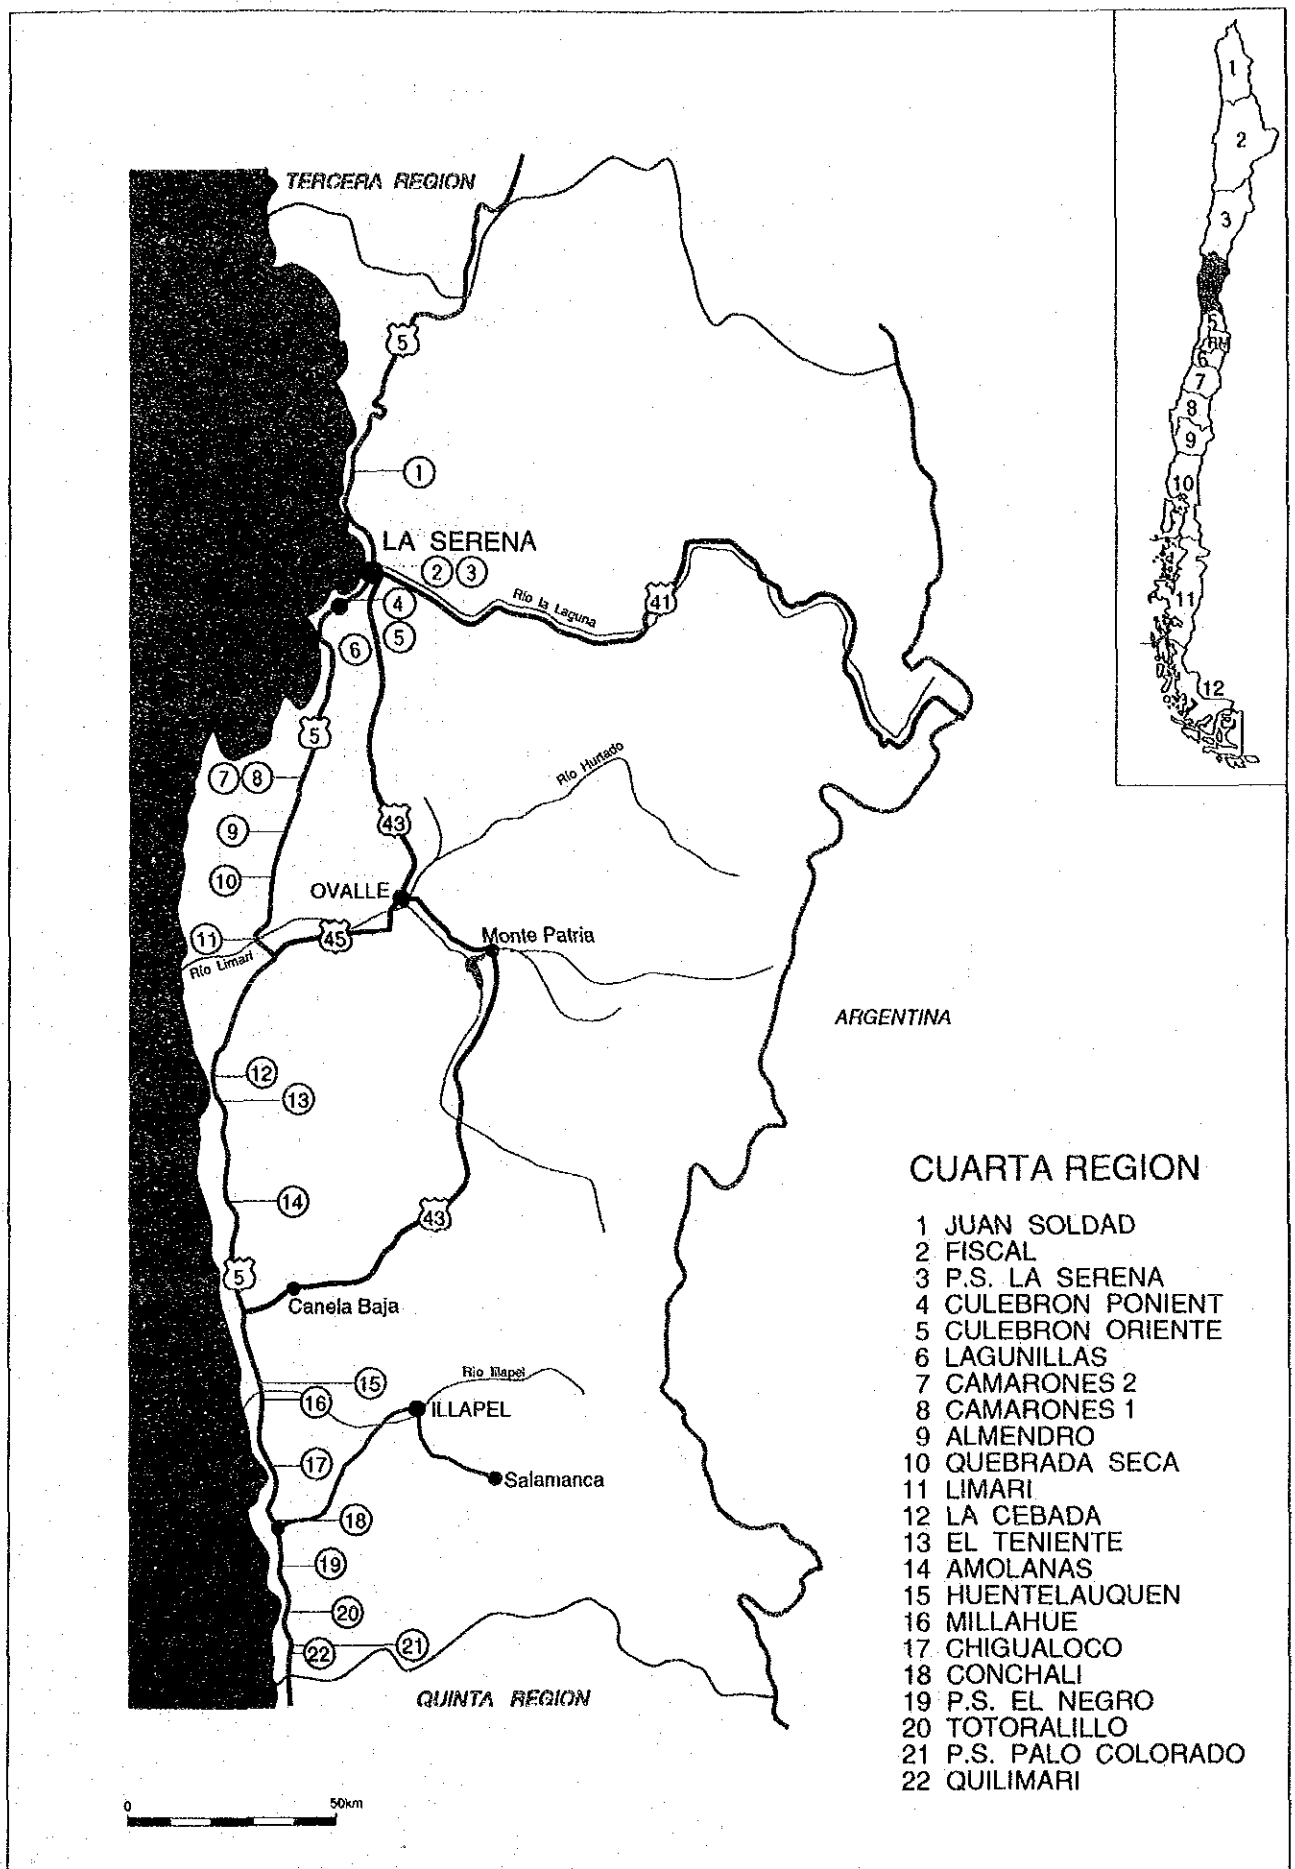 1
2
3
5
RM
6
7
8
9
10
11
12
TERCERA REGION
5
1
LA SERENA
2 3
4
5
6
Río la Laguna
41
5
7 8
Río Hurtado
9
43
10
OVALLE
11
45
Monte Patria
Río Limarí
ARGENTINA
12
13
14
43
5
Canela Baja
15
Río Illapel
16
ILLAPEL
17
Salamanca
18
19
20
21
22
QUINTA REGION
CUARTA REGION
1 JUAN SOLDAD
2 FISCAL
3 P.S. LA SERENA
4 CULEBRON PONIENT
5 CULEBRON ORIENTE
6 LAGUNILLAS
7 CAMARONES 2
8 CAMARONES 1
9 ALMENDRO
10 QUEBRADA SECA
11 LIMARI
12 LA CEBADA
13 EL TENIENTE
14 AMOLANAS
15 HUENTELAUQUEN
16 MILLAHUE
17 CHIGUALOCO
18 CONCHALI
19 P.S. EL NEGRO
20 TOTORALILLO
21 P.S. PALO COLORADO
22 QUILIMARI
0 50km